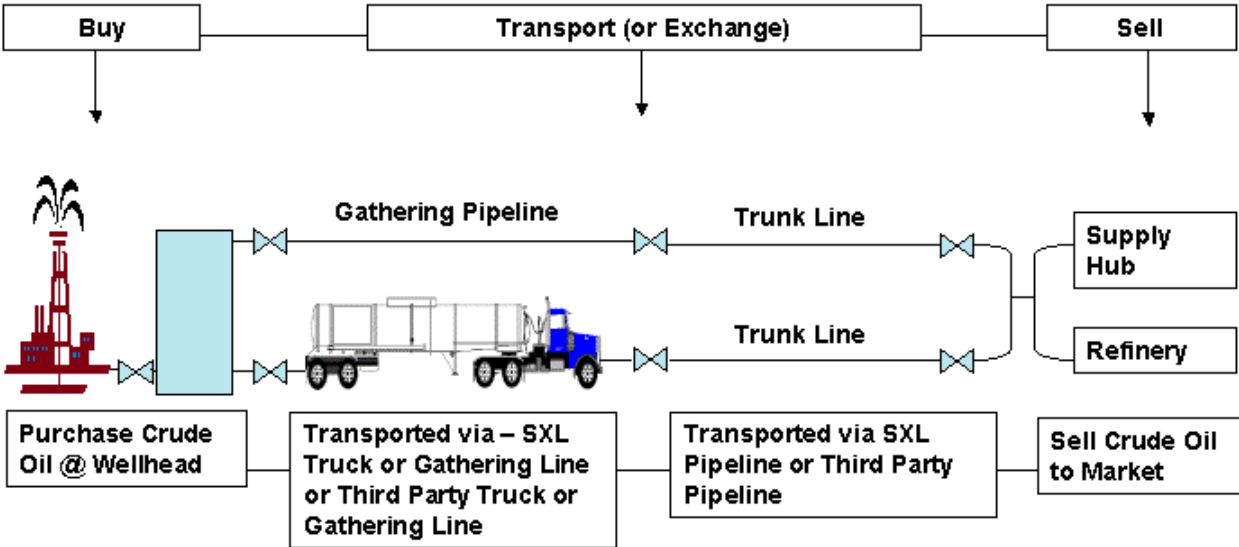 Buy
Transport (or Exchange)
Sell
Gathering Pipeline
Trunk Line
Supply
Hub
Trunk Line
Refinery
Purchase Crude
Oil @ Wellhead
Transported via – SXL
Truck or Gathering Line
or Third Party Truck or
Gathering Line
Transported via SXL
Pipeline or Third Party
Pipeline
Sell Crude Oil
to Market